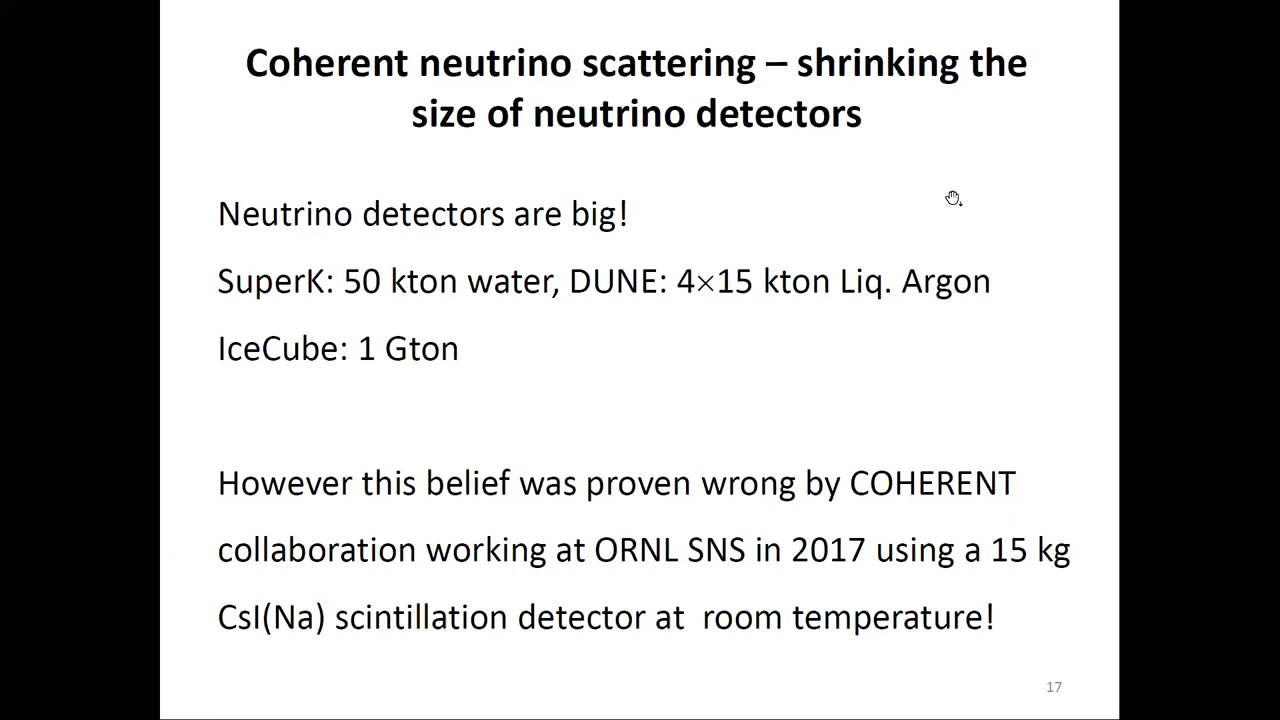 Coherent neutrino scattering – shrinking the
size of neutrino detectors
Neutrino detectors are big!
SuperK: 50 kton water, DUNE: 4×15 kton Liq. Argon
IceCube: 1 Gton
However this belief was proven wrong by COHERENT
collaboration working at ORNL SNS in 2017 using a 15 kg
CsI(Na) scintillation detector at  room temperature!
17